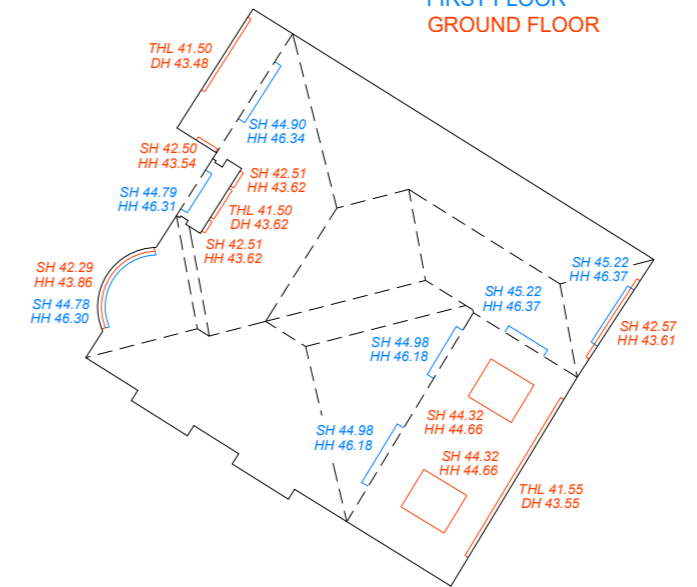 FIRST FLOOR
GROUND FLOOR
THL 41.50
DH 43.48
SH 44.90
HH 46.34
SH 42.50
HH 43.54
SH 42.51
HH 43.62
SH 44.79
HH 46.31
THL 41.50
DH 43.62
SH 42.51
HH 43.62
SH 42.29
HH 43.86
SH 44.78
HH 46.30
SH 45.22
HH 46.37
SH 45.22
HH 46.37
SH 42.57
HH 43.61
SH 44.98
HH 46.18
SH 44.32
HH 44.66
SH 44.98
HH 46.18
SH 44.32
HH 44.66
THL 41.55
DH 43.55